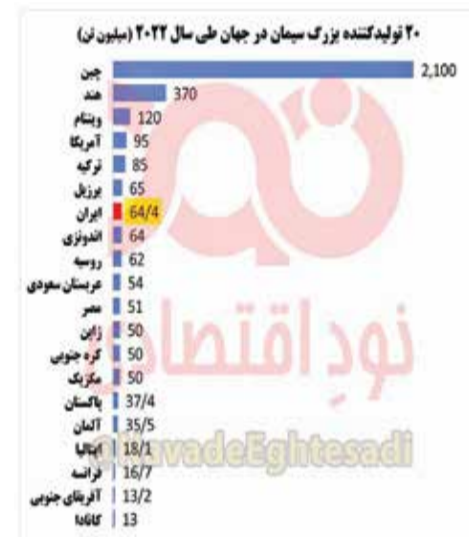 ۲۰ تولیدکننده بزرگ سیمان در جهان طی سال ۲۰۲۲ (میلیون تن)
چین 2,100
هند 370
ویتنام 120
آمریکا 95
ترکیه 85
برزیل 65
ایران 64/4
اندونزی 64
روسیه 62
عربستان سعودی 54
مصر 51
ژاپن 50
کره جنوبی 50
مکزیک 50
پاکستان 37/4
آلمان 35/5
ایتالیا 18/1
فرانسه 16/7
آفریقای جنوبی 13/2
کانادا 13
نود اقتصادی
@NavadeEghtesadi